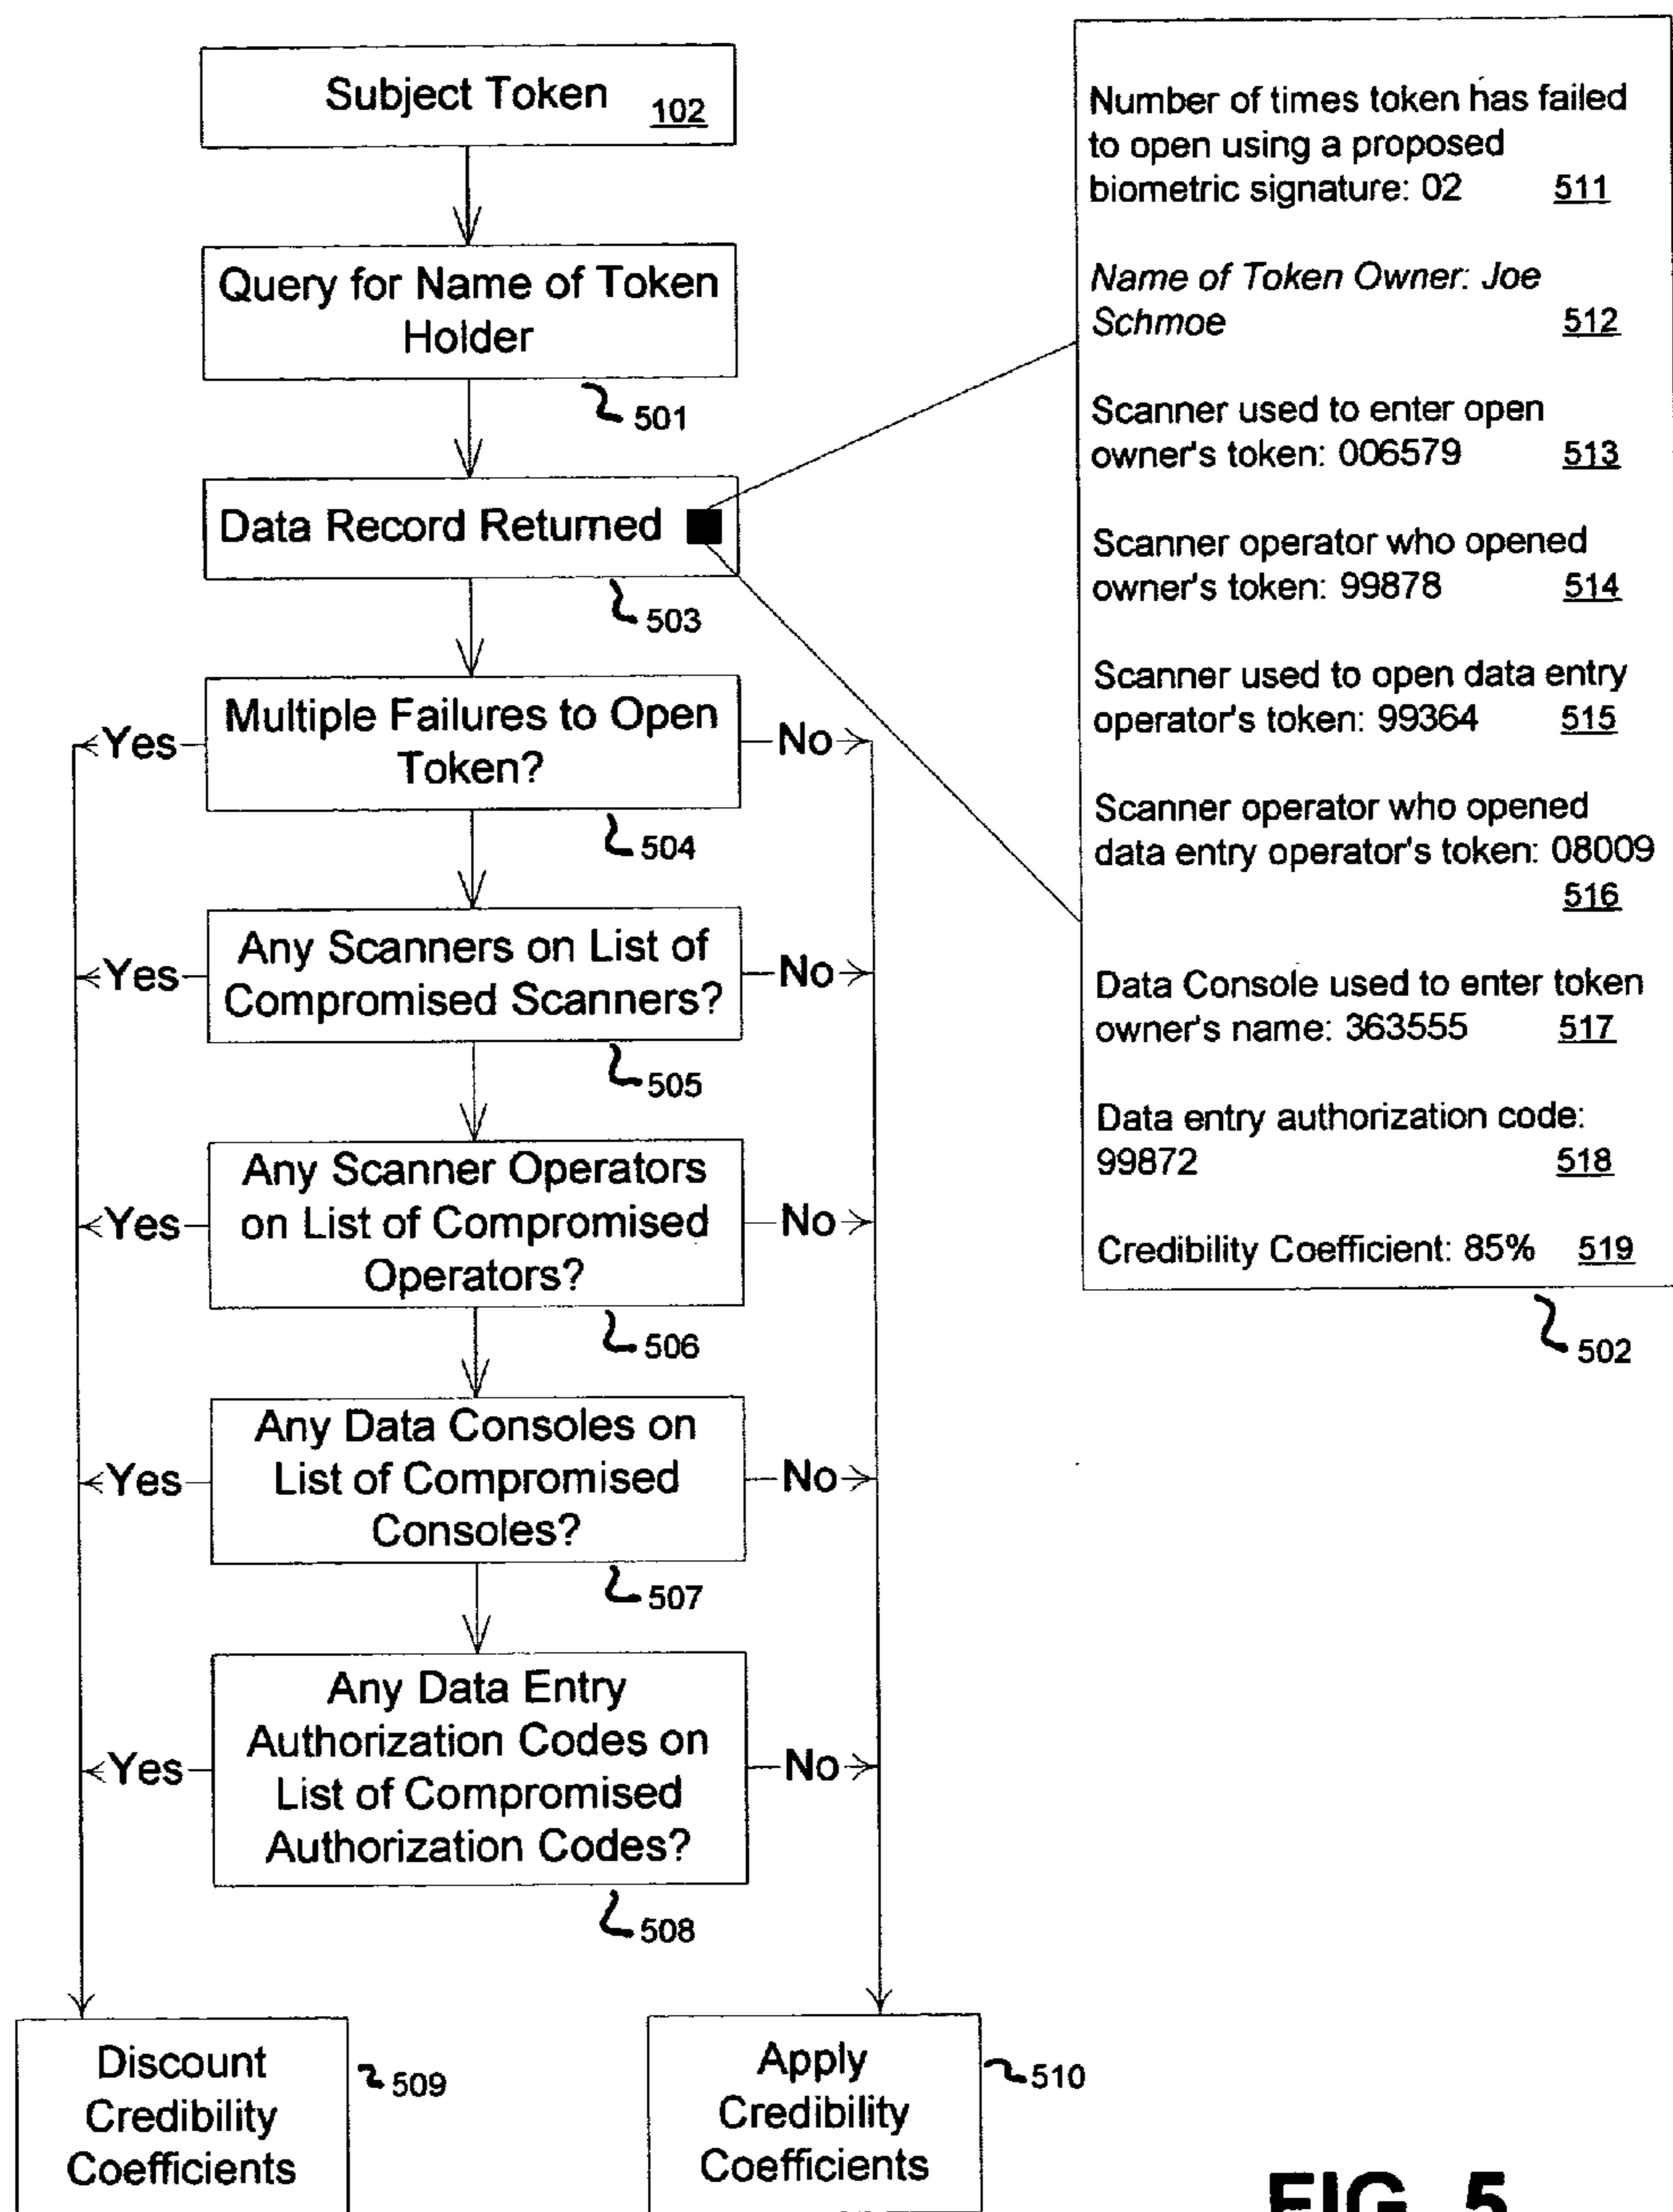 Subject Token 102
Query for Name of Token
Holder
501
Data Record Returned
503
Multiple Failures to Open
Token?
Yes
No
504
Any Scanners on List of
Compromised Scanners?
Yes
No
505
Any Scanner Operators
on List of Compromised
Operators?
Yes
No
506
Any Data Consoles on
List of Compromised
Consoles?
Yes
No
507
Any Data Entry
Authorization Codes on
List of Compromised
Authorization Codes?
Yes
No
508
Discount
Credibility
Coefficients
509
Apply
Credibility
Coefficients
510
Number of times token has failed
to open using a proposed
biometric signature: 02 511
Name of Token Owner: Joe
Schmoe 512
Scanner used to enter open
owner's token: 006579 513
Scanner operator who opened
owner's token: 99878 514
Scanner used to open data entry
operator's token: 99364 515
Scanner operator who opened
data entry operator's token: 08009
516
Data Console used to enter token
owner's name: 363555 517
Data entry authorization code:
99872 518
Credibility Coefficient: 85% 519
502
FIG. 5